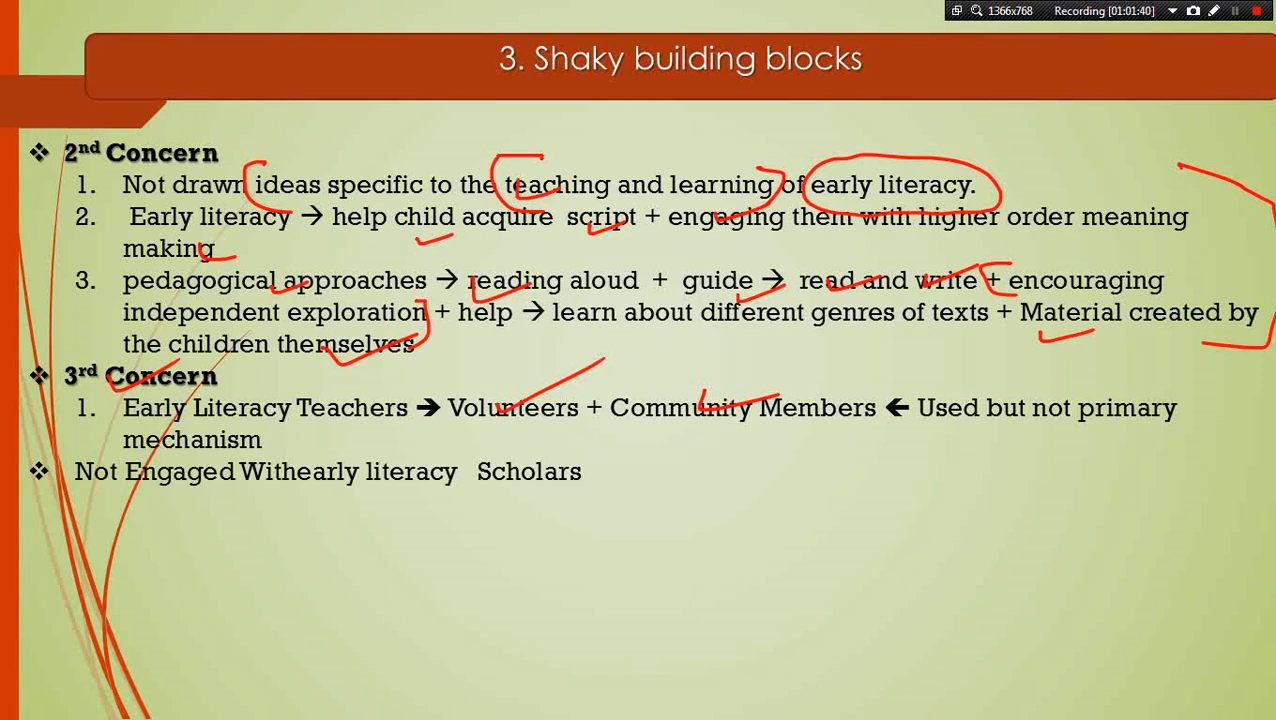 1366x768 Recording [01:01:40]
3. Shaky building blocks
❖ 2nd Concern
1. Not drawn ideas specific to the teaching and learning of early literacy.
2. Early literacy → help child acquire script + engaging them with higher order meaning
making
3. pedagogical approaches → reading aloud + guide → read and write + encouraging
independent exploration + help → learn about different genres of texts + Material created by
the children themselves
❖ 3rd Concern
1. Early Literacy Teachers → Volunteers + Community Members ← Used but not primary
mechanism
❖ Not Engaged Withearly literacy Scholars